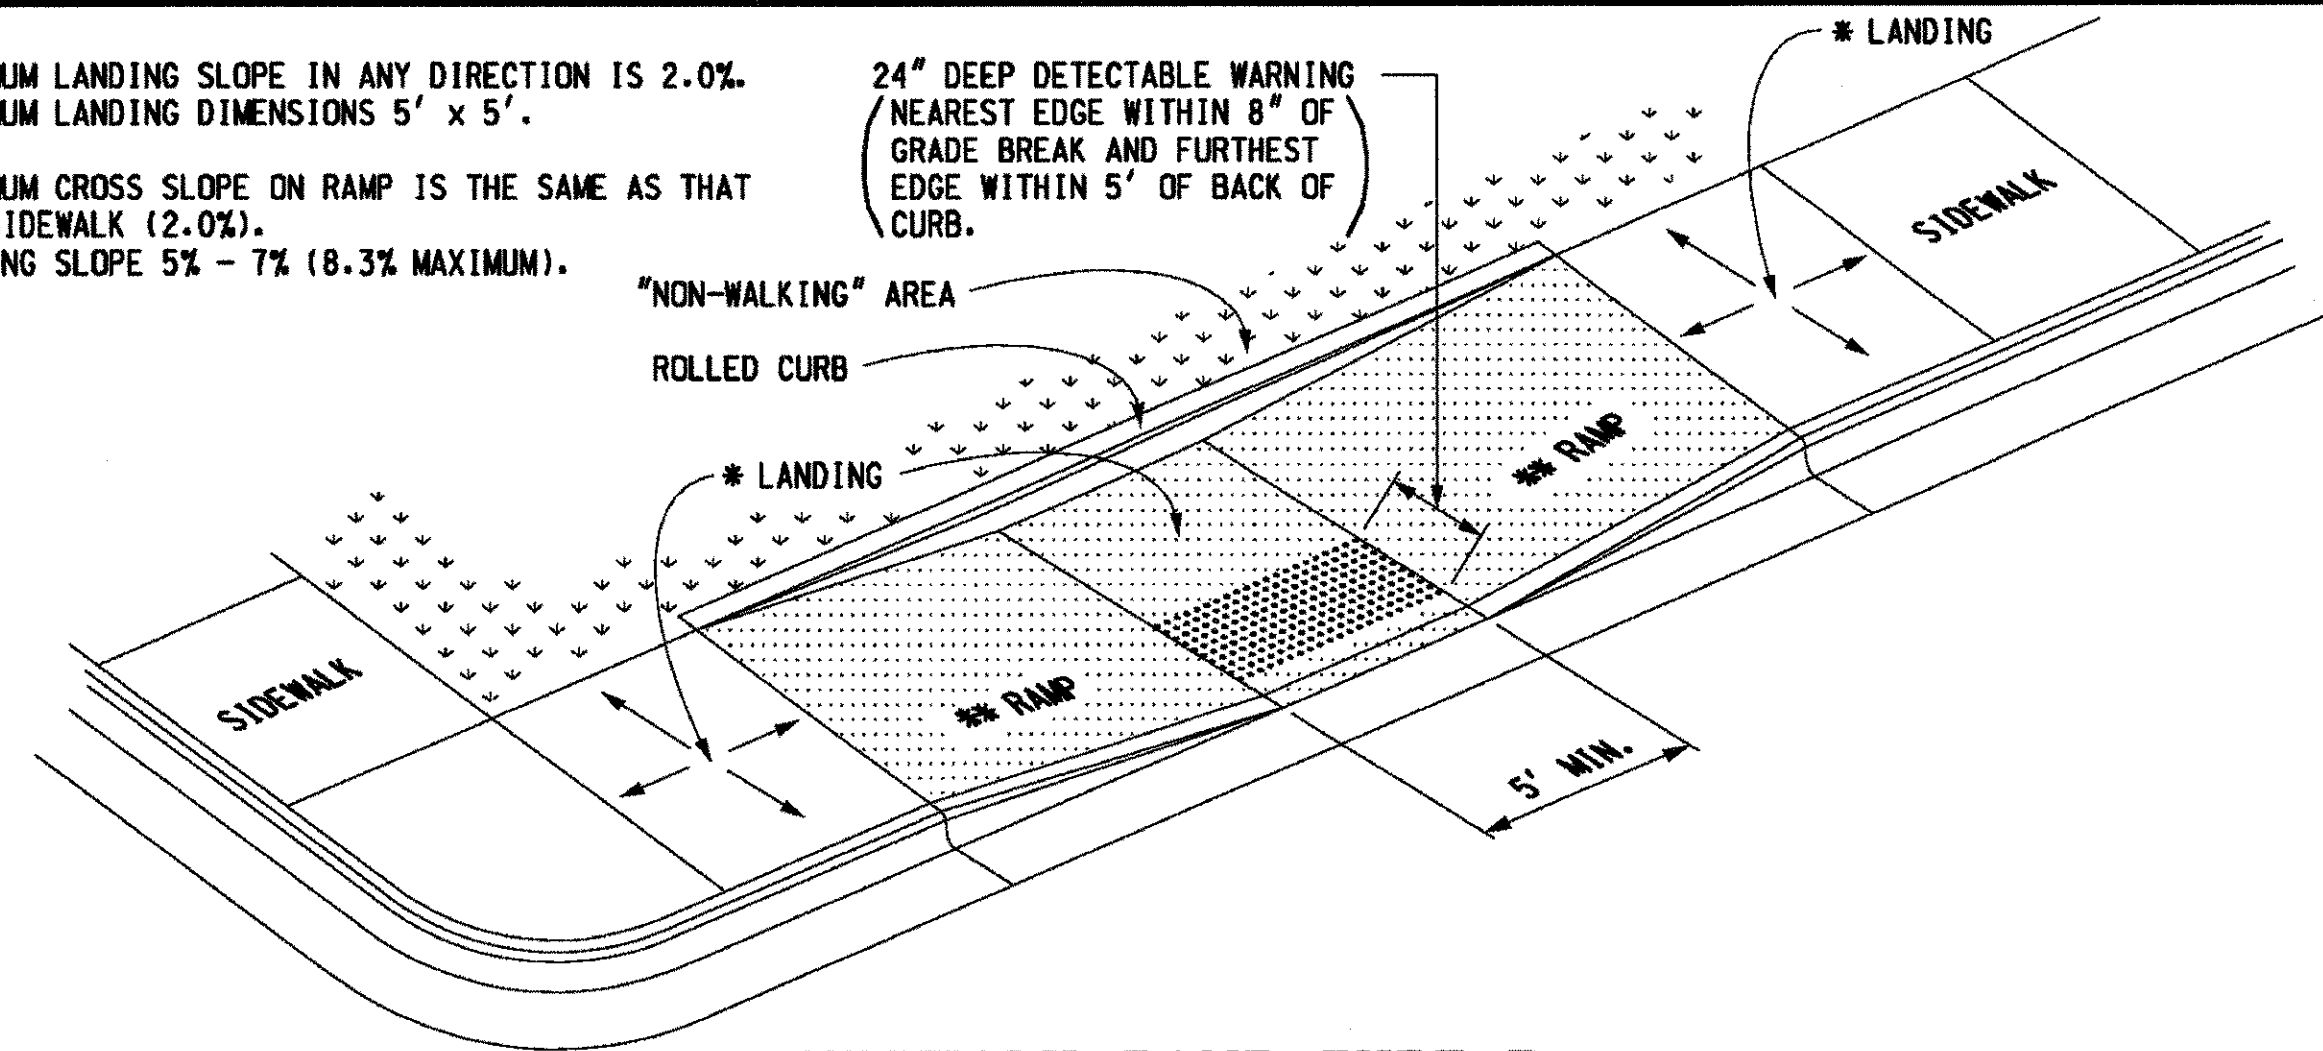 UM LANDING SLOPE IN ANY DIRECTION IS 2.0%.
UM LANDING DIMENSIONS 5' x 5'.
UM CROSS SLOPE ON RAMP IS THE SAME AS THAT
IDEWALK (2.0%).
NG SLOPE 5% - 7% (8.3% MAXIMUM).
24" DEEP DETECTABLE WARNING
(NEAREST EDGE WITHIN 8" OF
GRADE BREAK AND FURTHEST
EDGE WITHIN 5' OF BACK OF
CURB.)
* LANDING
"NON-WALKING" AREA
ROLLED CURB
* LANDING
SIDEWALK
** RAMP
SIDEWALK
** RAMP
5' MIN.